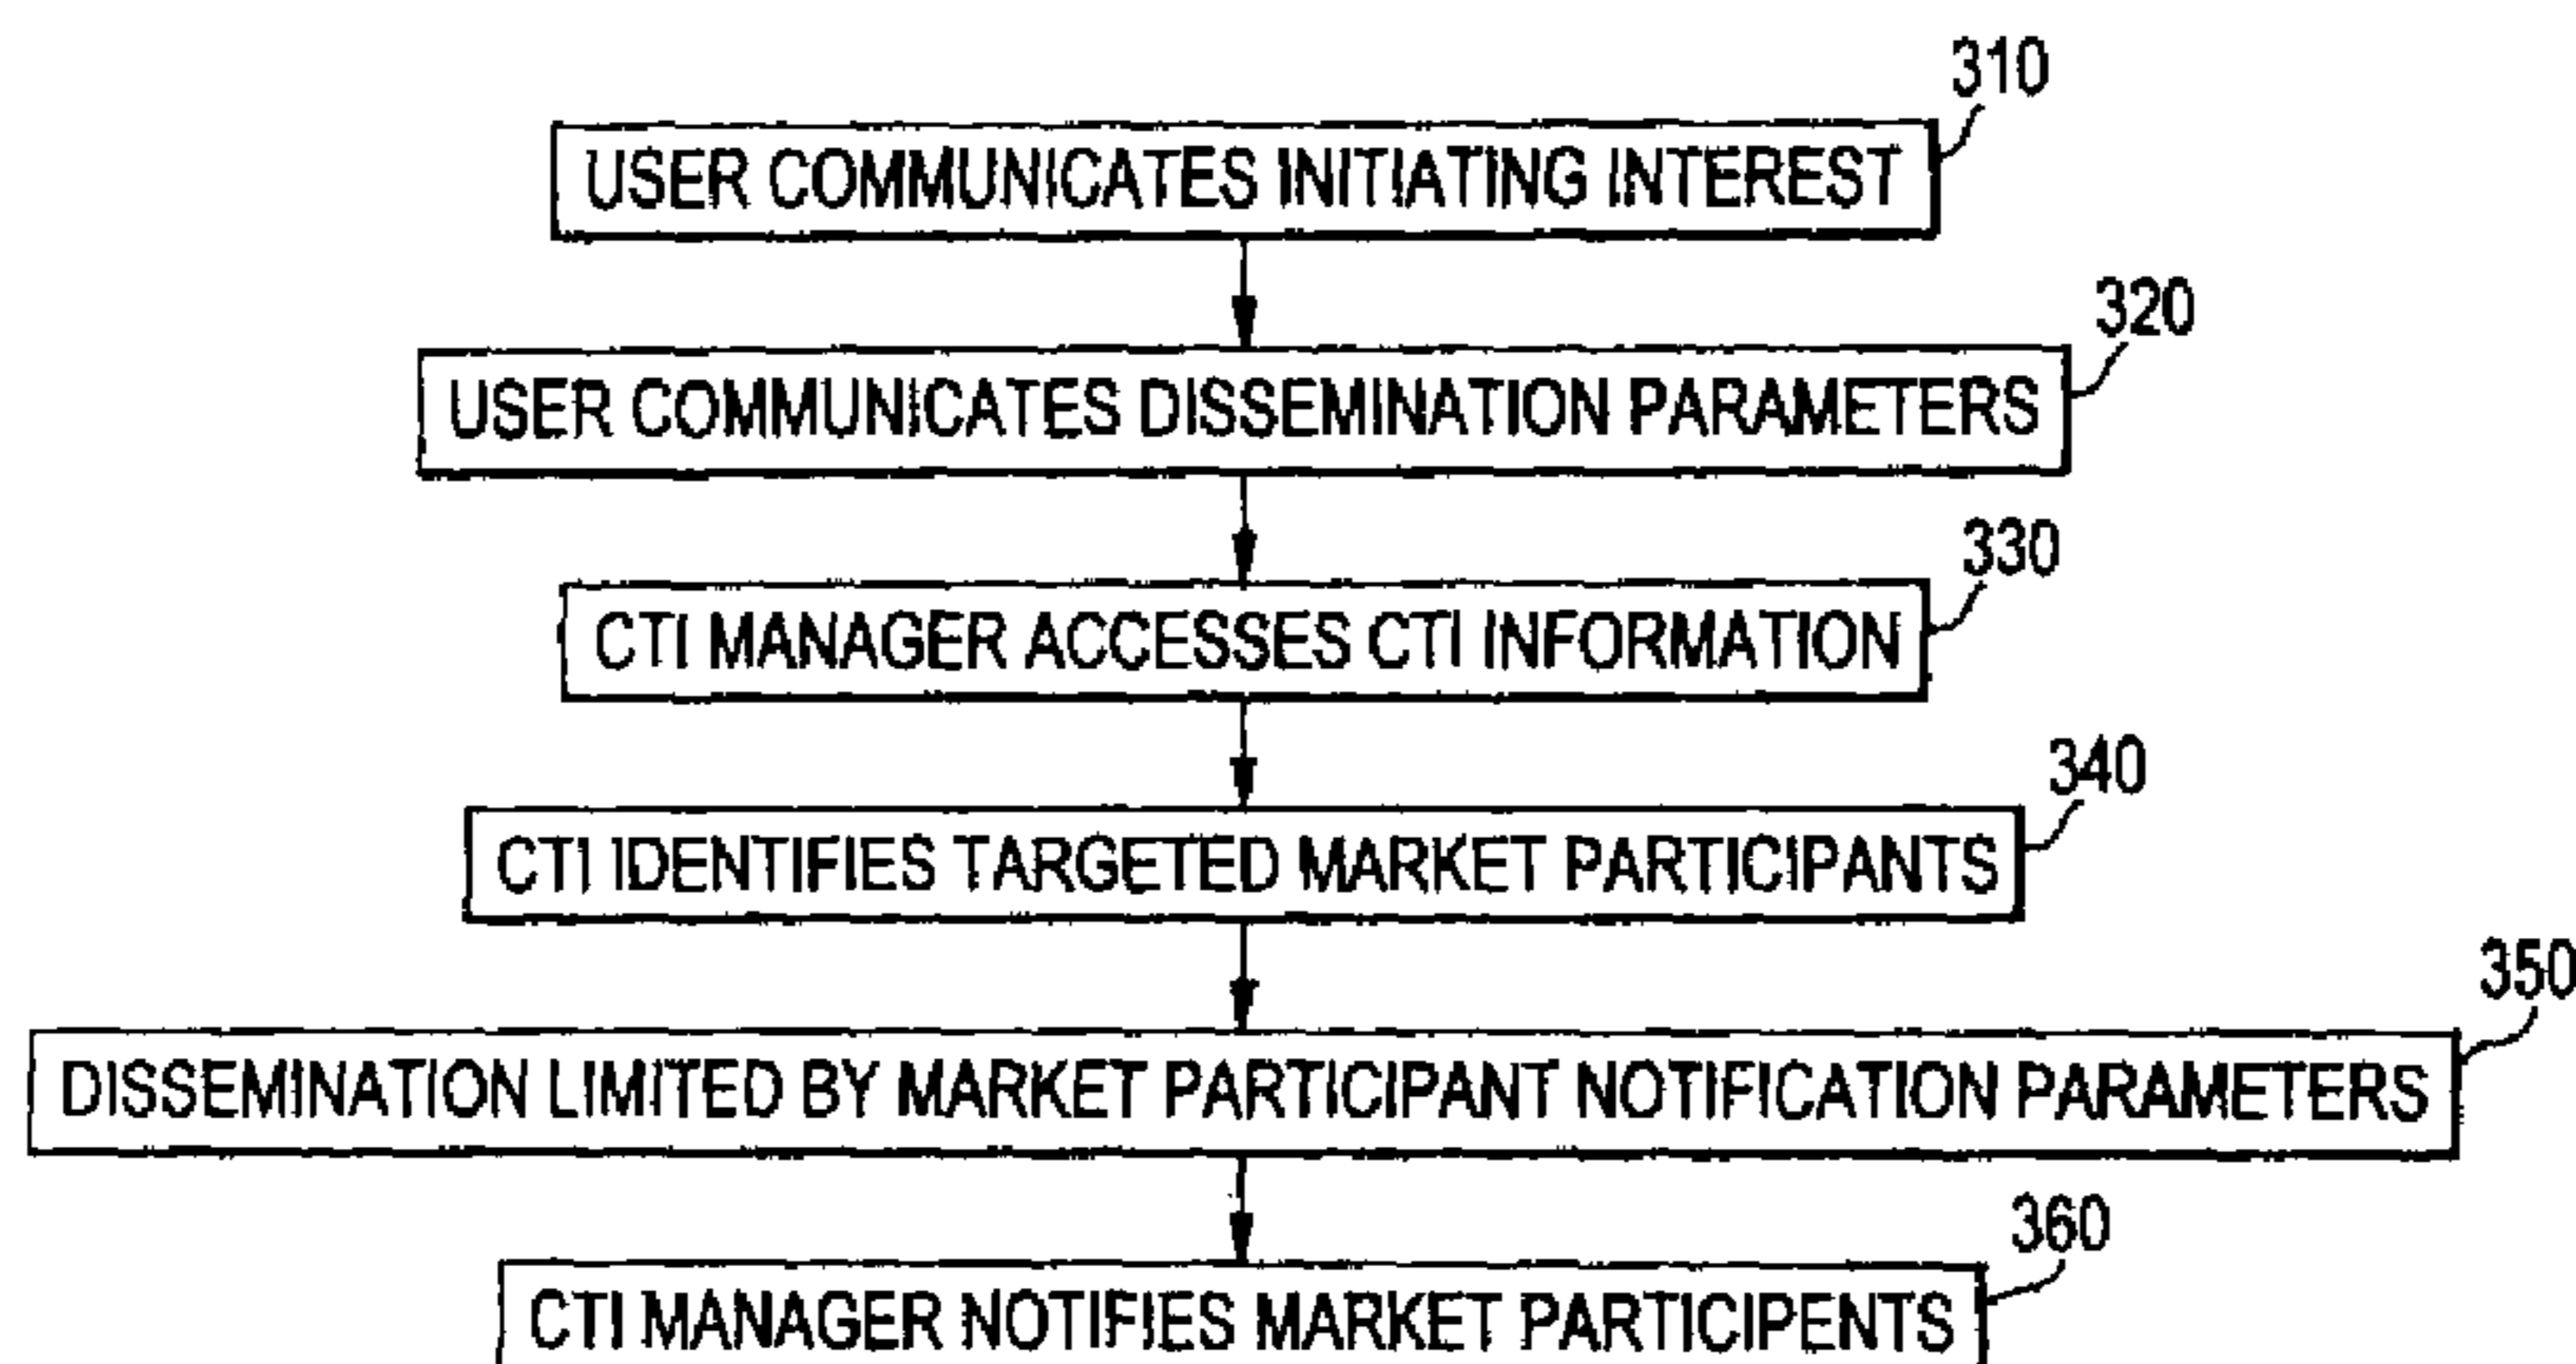 310
USER COMMUNICATES INITIATING INTEREST
320
USER COMMUNICATES DISSEMINATION PARAMETERS
330
CTI MANAGER ACCESSES CTI INFORMATION
340
CTI IDENTIFIES TARGETED MARKET PARTICIPANTS
350
DISSEMINATION LIMITED BY MARKET PARTICIPANT NOTIFICATION PARAMETERS
360
CTI MANAGER NOTIFIES MARKET PARTICIPENTS